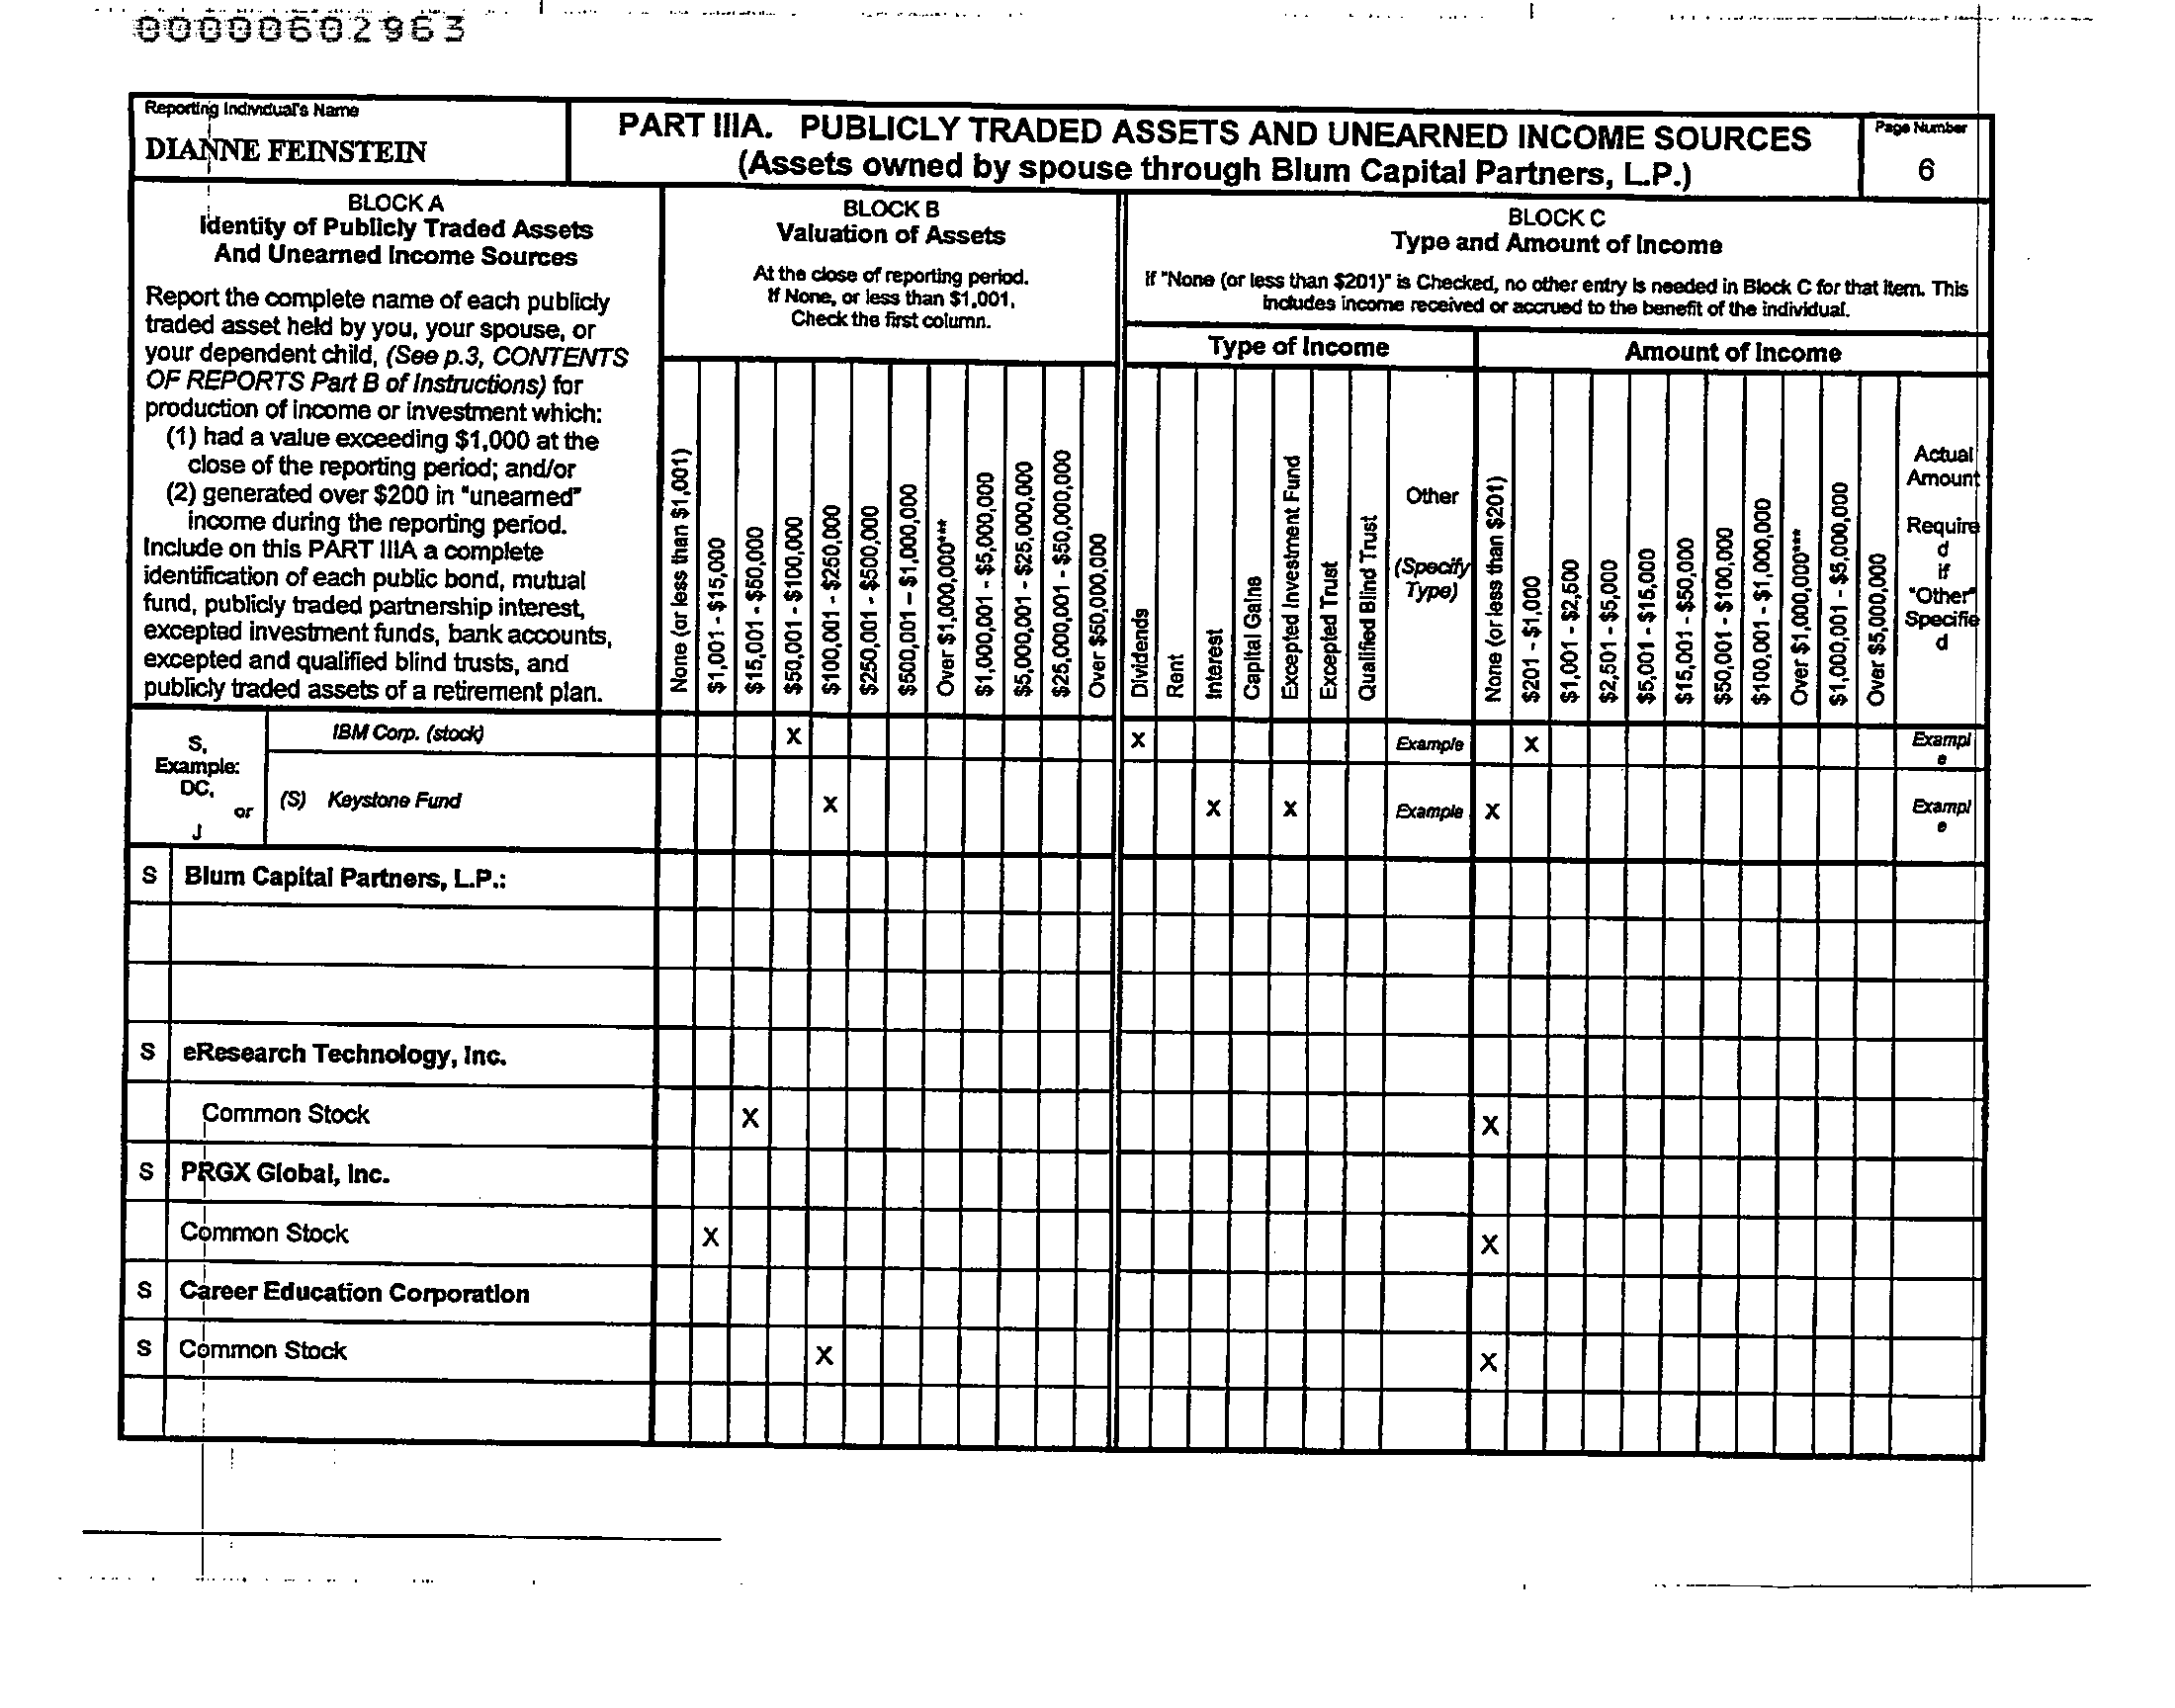 00000602963
Reporting Individual's Name
DIANNE FEINSTEIN
PART IIIA. PUBLICLY TRADED ASSETS AND UNEARNED INCOME SOURCES
(Assets owned by spouse through Blum Capital Partners, L.P.)
Page Number
6
BLOCK A
Identity of Publicly Traded Assets
And Unearned Income Sources
Report the complete name of each publicly
traded asset held by you, your spouse, or
your dependent child, (See p.3, CONTENTS
OF REPORTS Part B of Instructions) for
production of income or investment which:
(1) had a value exceeding $1,000 at the
close of the reporting period; and/or
(2) generated over $200 in "unearned"
income during the reporting period.
Include on this PART IIIA a complete
identification of each public bond, mutual
fund, publicly traded partnership interest,
excepted investment funds, bank accounts,
excepted and qualified blind trusts, and
publicly traded assets of a retirement plan.
BLOCK B
Valuation of Assets
At the close of reporting period.
If None, or less than $1,001,
Check the first column.
None (or less than $1,001)
$1,001 - $15,000
$15,001 - $50,000
$50,001 - $100,000
$100,001 - $250,000
$250,001 - $500,000
$500,001 – $1,000,000
Over $1,000,000***
$1,000,001 - $5,000,000
$5,000,001 - $25,000,000
$25,000,001 - $50,000,000
Over $50,000,000
BLOCK C
Type and Amount of Income
If "None (or less than $201)" is Checked, no other entry is needed in Block C for that item. This
includes income received or accrued to the benefit of the individual.
Type of Income
Dividends
Rent
Interest
Capital Gains
Excepted Investment Fund
Excepted Trust
Qualified Blind Trust
Other
(Specify
Type)
Amount of Income
None (or less than $201)
$201 - $1,000
$1,001 - $2,500
$2,501 - $5,000
$5,001 - $15,000
$15,001 - $50,000
$50,001 - $100,000
$100,001 - $1,000,000
Over $1,000,000***
$1,000,001 - $5,000,000
Over $5,000,000
Actual
Amount
Require
d
if
"Other"
Specifie
d
S,
Example:
DC,
or
J
IBM Corp. (stock) X X Example X Exampl
e
(S) Keystone Fund X X X Example X Exampl
e
S Blum Capital Partners, L.P.:
S eResearch Technology, Inc.
Common Stock X X
S PRGX Global, Inc.
Common Stock X X
S Career Education Corporation
S Common Stock X X